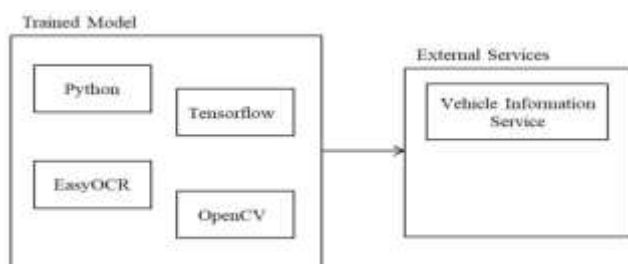 Trained Model
External Services
Python
Tensorflow
Vehicle Information
Service
EasyOCR
OpenCV